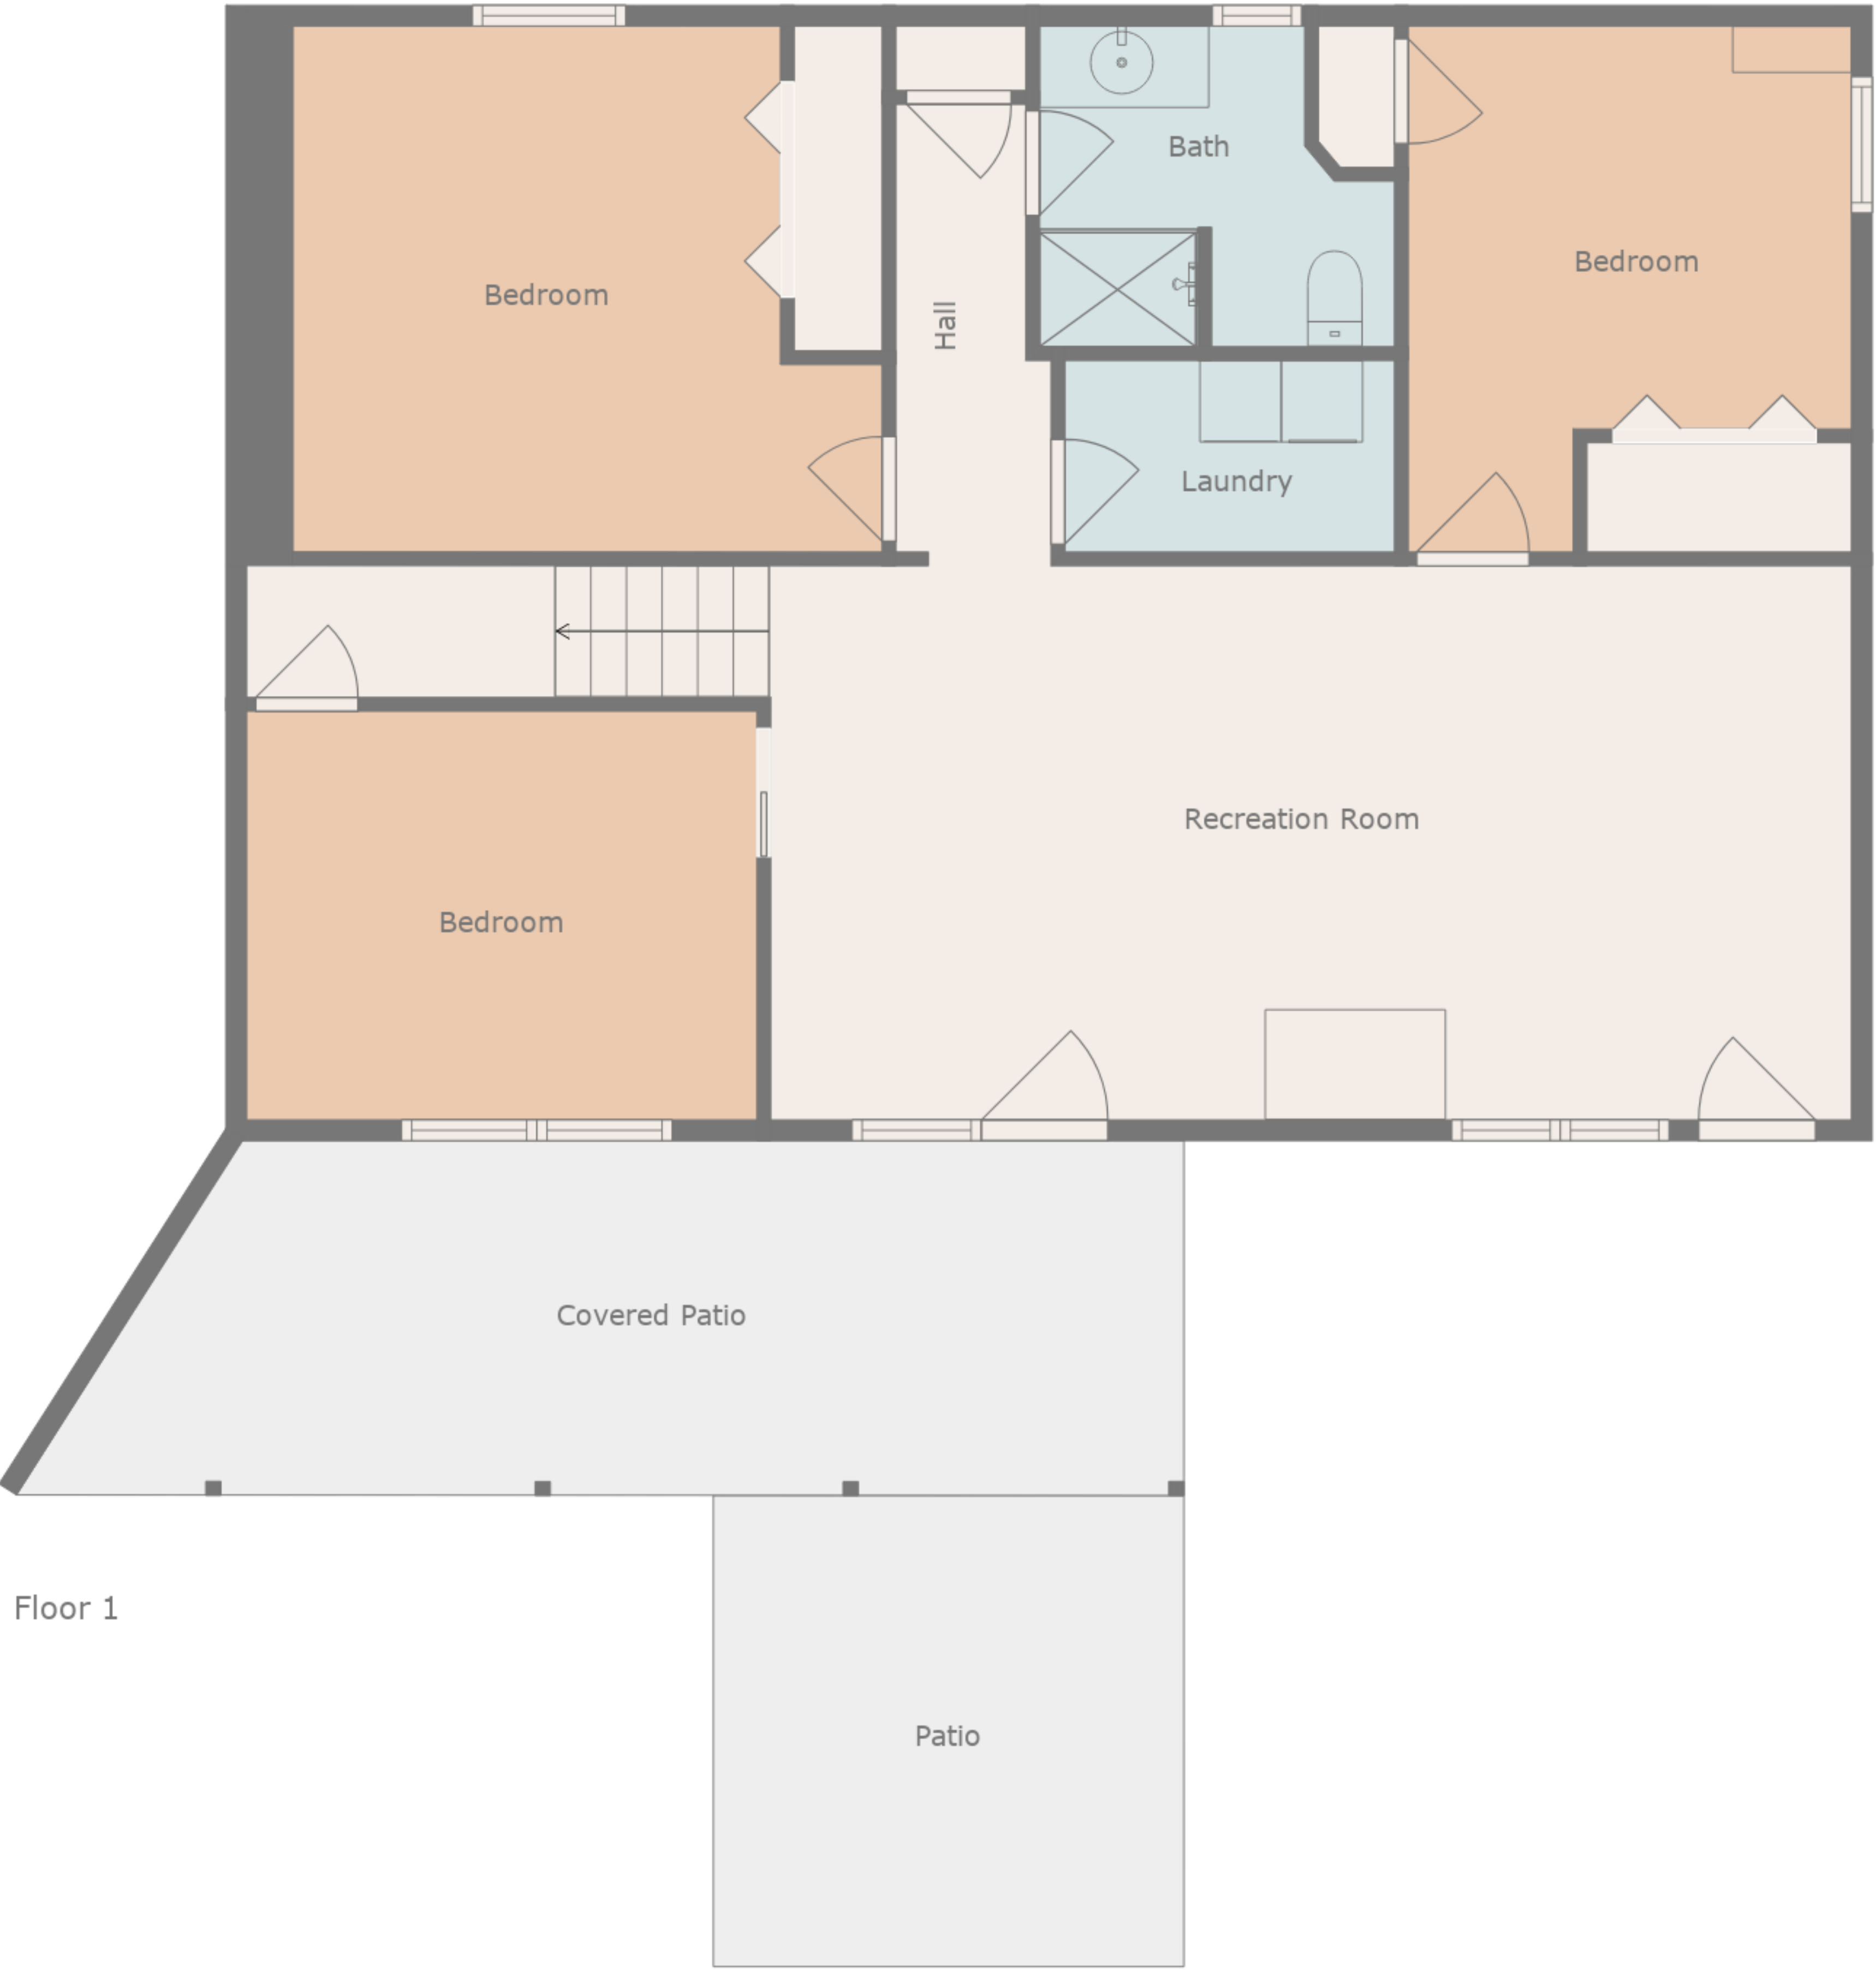 Bath
Bedroom
Bedroom
Hall
Laundry
Recreation Room
Bedroom
Covered Patio
Floor 1
Patio